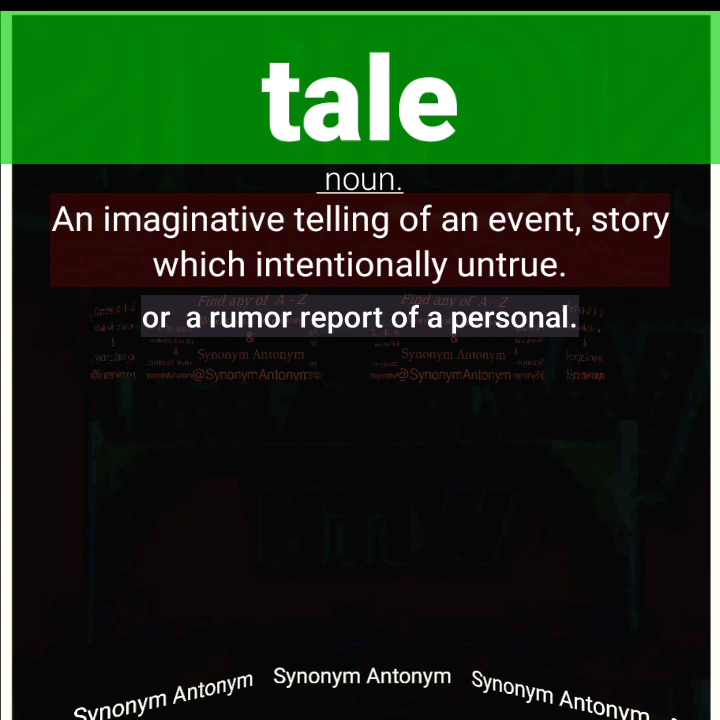 tale
noun.
An imaginative telling of an event, story
which intentionally untrue.
or a rumor report of a personal.
Find any of A - Z Find any of A - Z
& &
Synonym Antonym Synonym Antonym
@SynonymAntonym @SynonymAntonym
Synonym Antonym Synonym Antonym Synonym Antonym